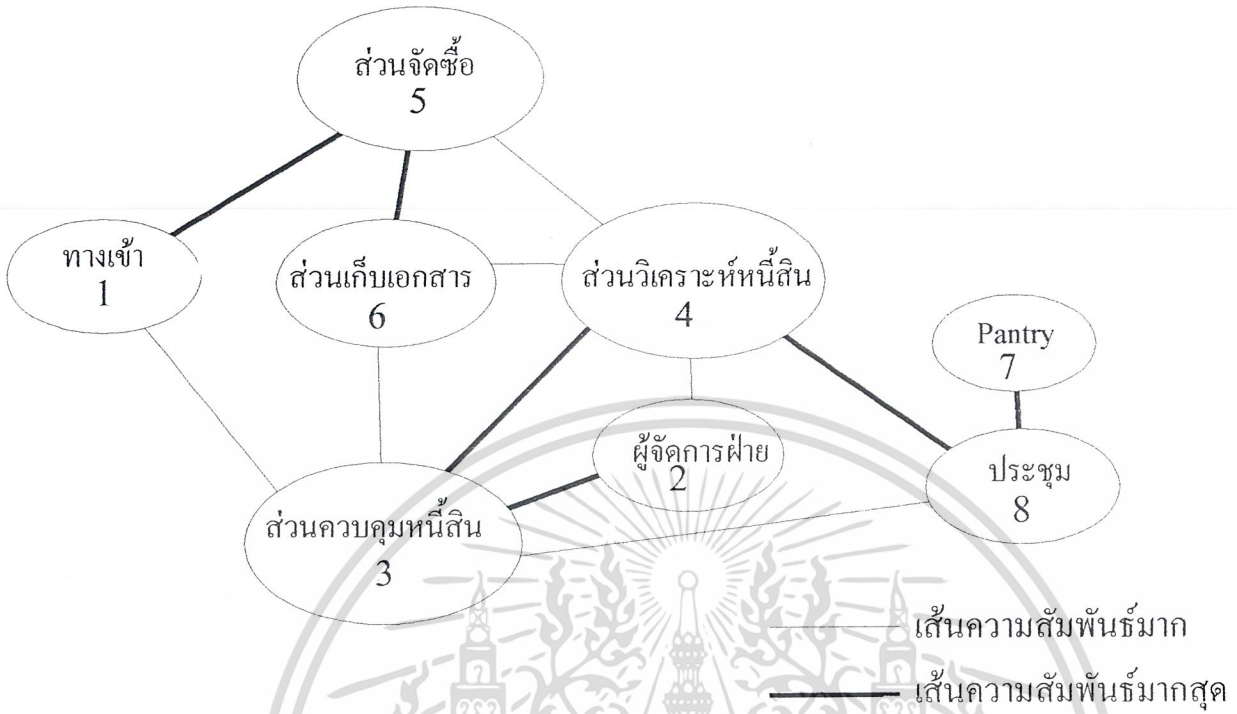 ส่วนจัดซื้อ
5
ทางเข้า
1
ส่วนเก็บเอกสาร
6
ส่วนวิเคราะห์หนี้สิน
4
Pantry
7
ผู้จัดการฝ่าย
2
ประชุม
8
ส่วนควบคุมหนี้สิน
3
เส้นความสัมพันธ์มาก
เส้นความสัมพันธ์มากสุด